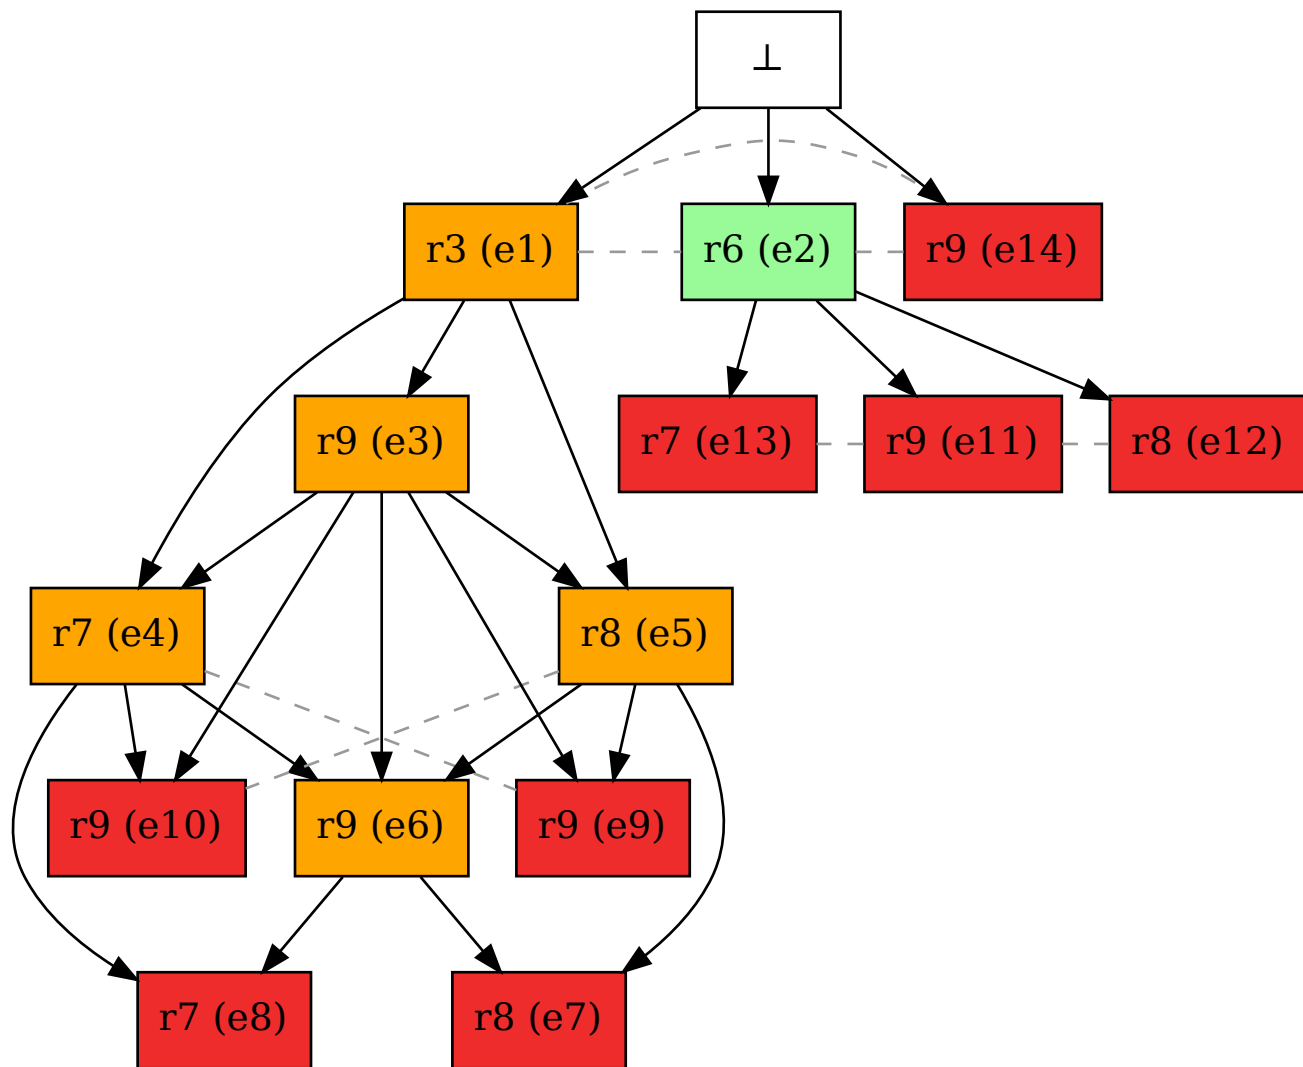 ⊥
r3 (e1)
r6 (e2)
r9 (e14)
r9 (e3)
r7 (e13)
r9 (e11)
r8 (e12)
r7 (e4)
r8 (e5)
r9 (e10)
r9 (e6)
r9 (e9)
r7 (e8)
r8 (e7)